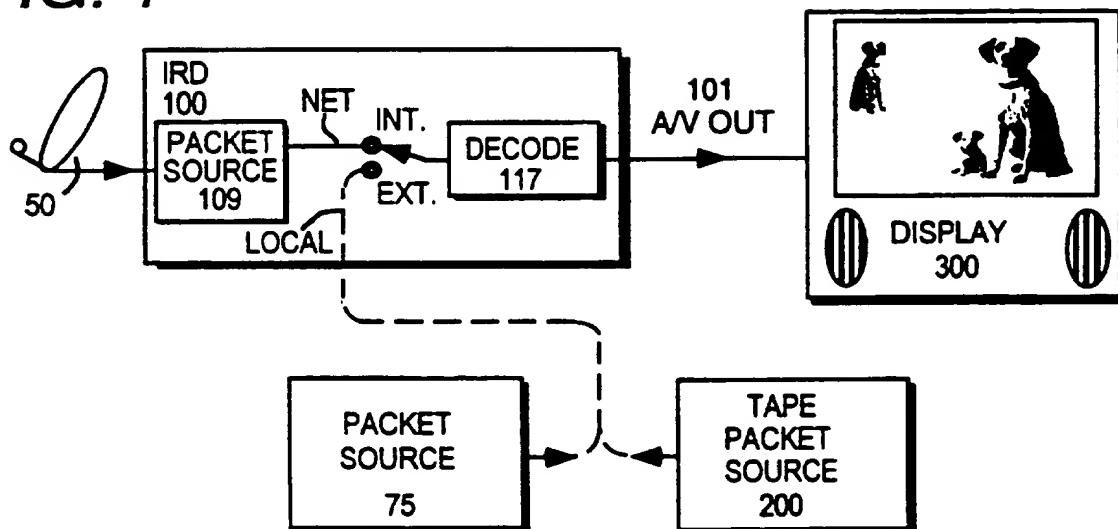 IRD
100
PACKET
SOURCE
109
NET
INT.
EXT.
LOCAL
DECODE
117
50
101
A/V OUT
DISPLAY
300
PACKET
SOURCE
75
TAPE
PACKET
SOURCE
200